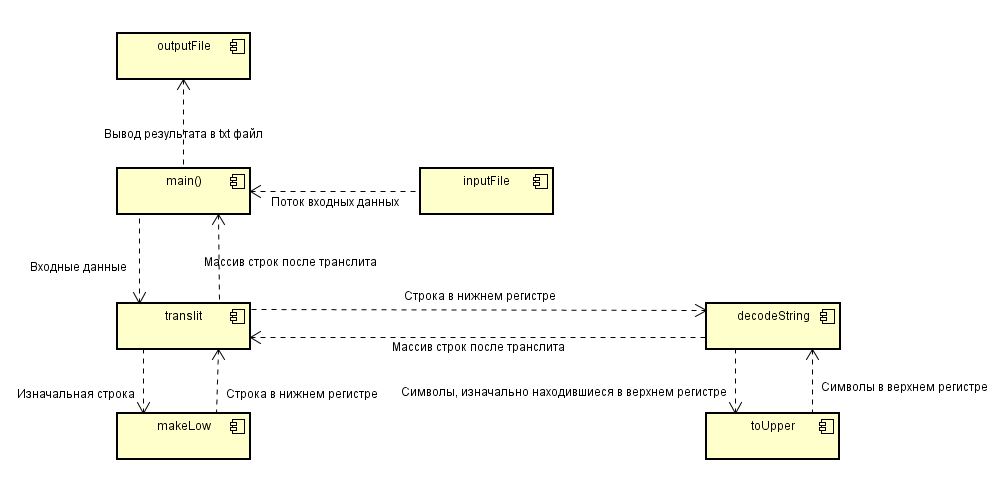 outputFile
Вывод результата в txt файл
main()
inputFile
Поток входных данных
Входные данные
Массив строк после транслита
Строка в нижнем регистре
translit
decodeString
Массив строк после транслита
Изначальная строка
Строка в нижнем регистре
Символы, изначально находившиеся в верхнем регистре
Символы в верхнем регистре
makeLow
toUpper